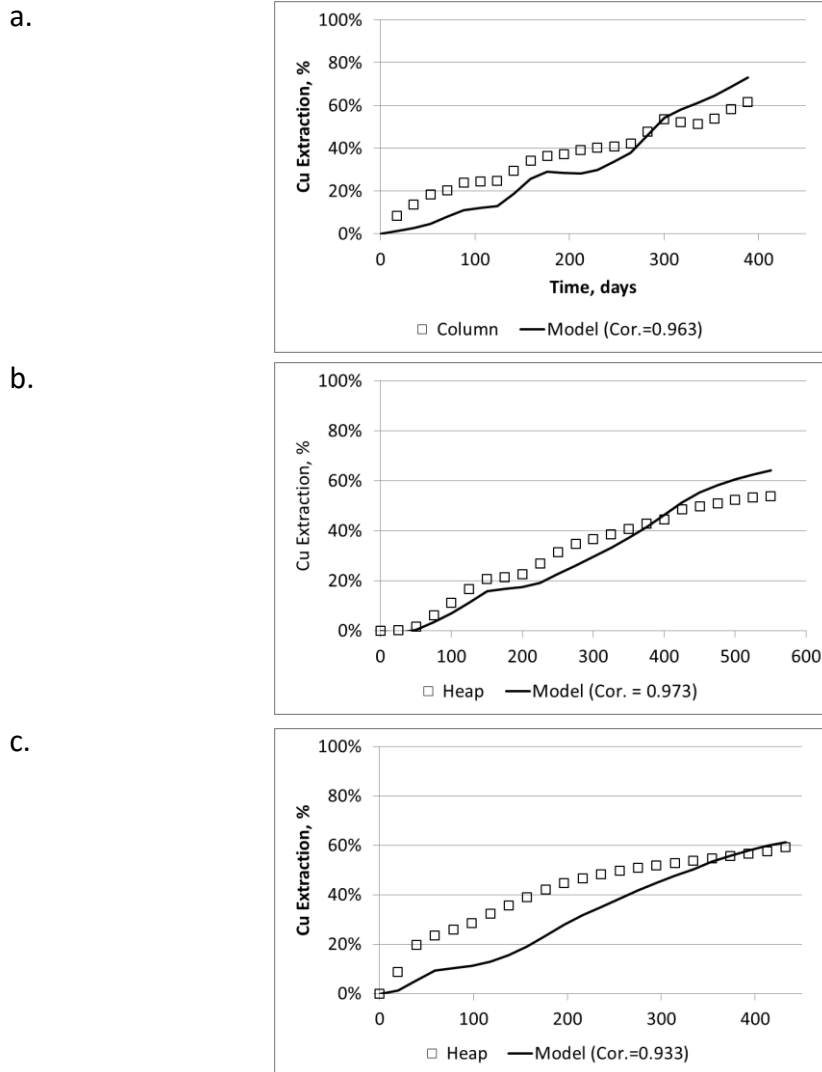 a.
100%
80%
60%
40%
20%
0%
Cu Extraction, %
0 100 200 300 400
Time, days
Column Model (Cor.=0.963)
b.
100%
80%
60%
40%
20%
0%
Cu Extraction, %
0 100 200 300 400 500 600
Heap Model (Cor. = 0.973)
c.
100%
80%
60%
40%
20%
0%
Cu Extraction, %
0 100 200 300 400
Heap Model (Cor.=0.933)